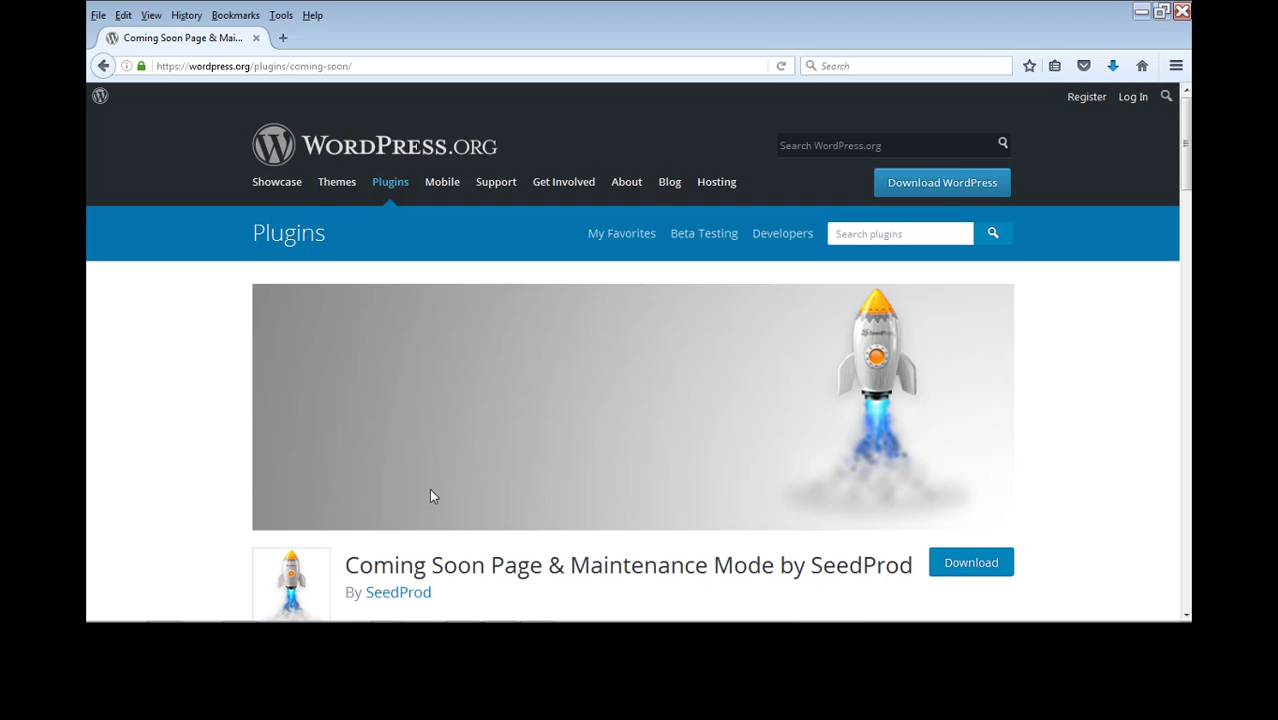 File Edit View History Bookmarks Tools Help
Coming Soon Page & Mai...
https://wordpress.org/plugins/coming-soon/
Search
Register Log In
WORDPRESS.ORG
Search WordPress.org
Showcase Themes Plugins Mobile Support Get Involved About Blog Hosting
Download WordPress
Plugins
My Favorites Beta Testing Developers
Search plugins
SeedProd
Coming Soon Page & Maintenance Mode by SeedProd
Download
By SeedProd